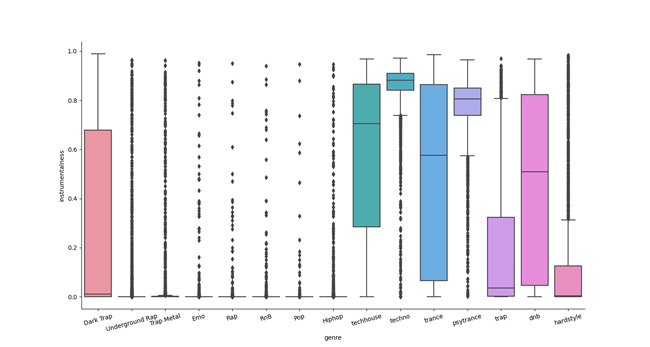 1.0
0.8
0.6
0.4
0.2
0.0
instrumentalness
Dark Trap
Underground Rap
Trap Metal
Emo
Rap
RnB
Pop
Hiphop
techhouse
techno
trance
psytrance
trap
dnb
hardstyle
genre